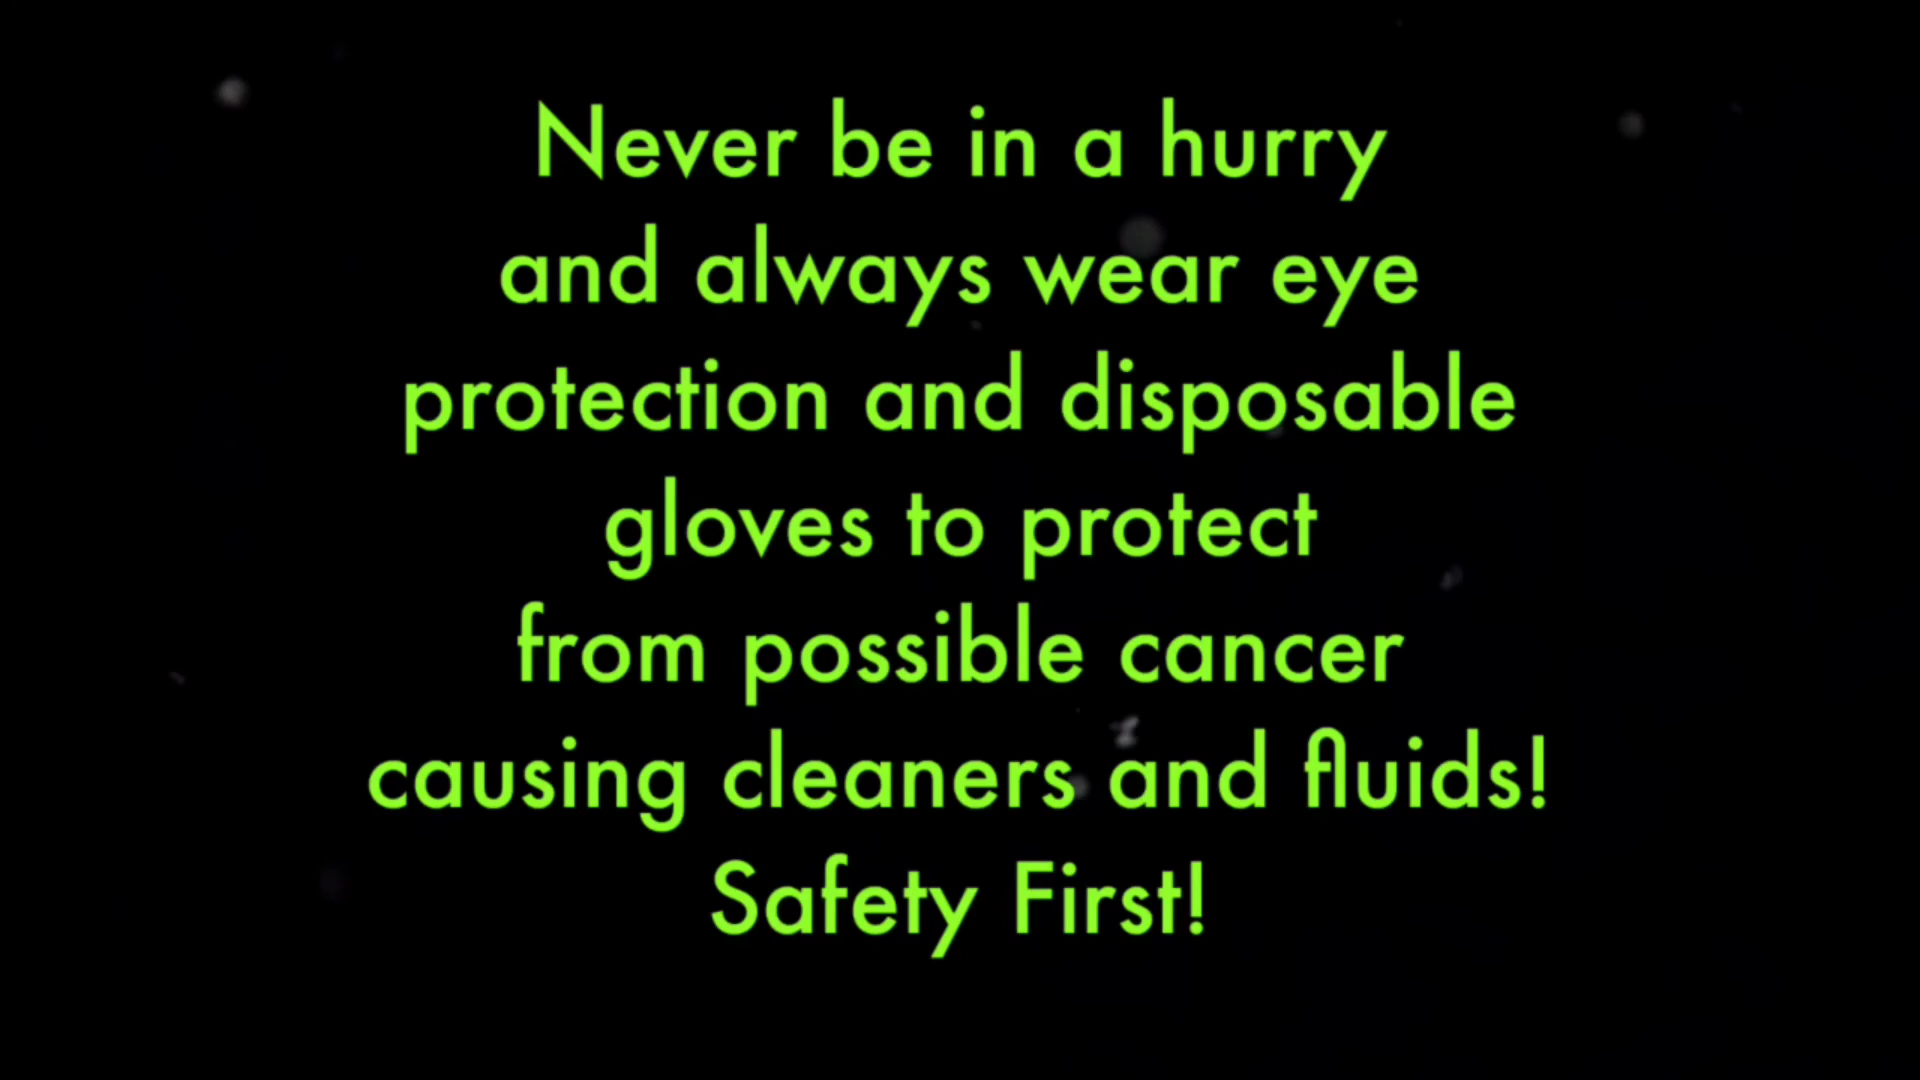 Never be in a hurry
and always wear eye
protection and disposable
gloves to protect
from possible cancer
causing cleaners and fluids!
Safety First!